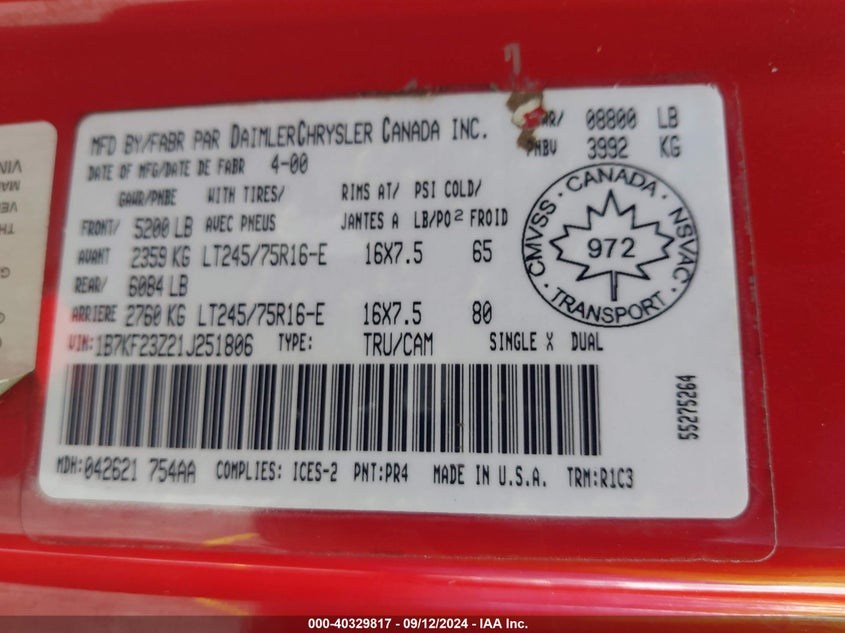 MFD BY/FABR PAR DAIMLERCHRYSLER CANADA INC.
DATE OF MFG/DATE DE FABR 4-00
/ 08800 LB
PNBV 3992 KG
GAWR/PNBE WITH TIRES/ RIMS AT/ PSI COLD/
FRONT/ 5200 LB AVEC PNEUS JANTES A LB/PO² FROID
AVANT 2359 KG LT245/75R16-E 16X7.5 65
REAR/ 6084 LB
ARRIERE 2760 KG LT245/75R16-E 16X7.5 80
VIN: 1B7KF23Z21J251806 TYPE: TRU/CAM SINGLE X DUAL
CMVSS · CANADA · NSVAC · TRANSPORT ·
972
55275264
MDH: 042621 754AA COMPLIES: ICES-2 PNT: PR4 MADE IN U.S.A. TRM: R1C3
VIN
000-40329817 - 09/12/2024 - IAA Inc.